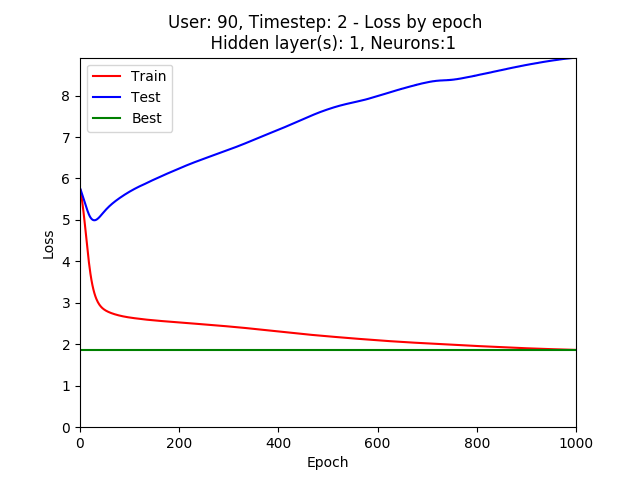 User: 90, Timestep: 2 - Loss by epoch
Hidden layer(s): 1, Neurons:1
Train
Test
Best
8
7
6
5
4
3
2
1
0
Loss
0 200 400 600 800 1000
Epoch